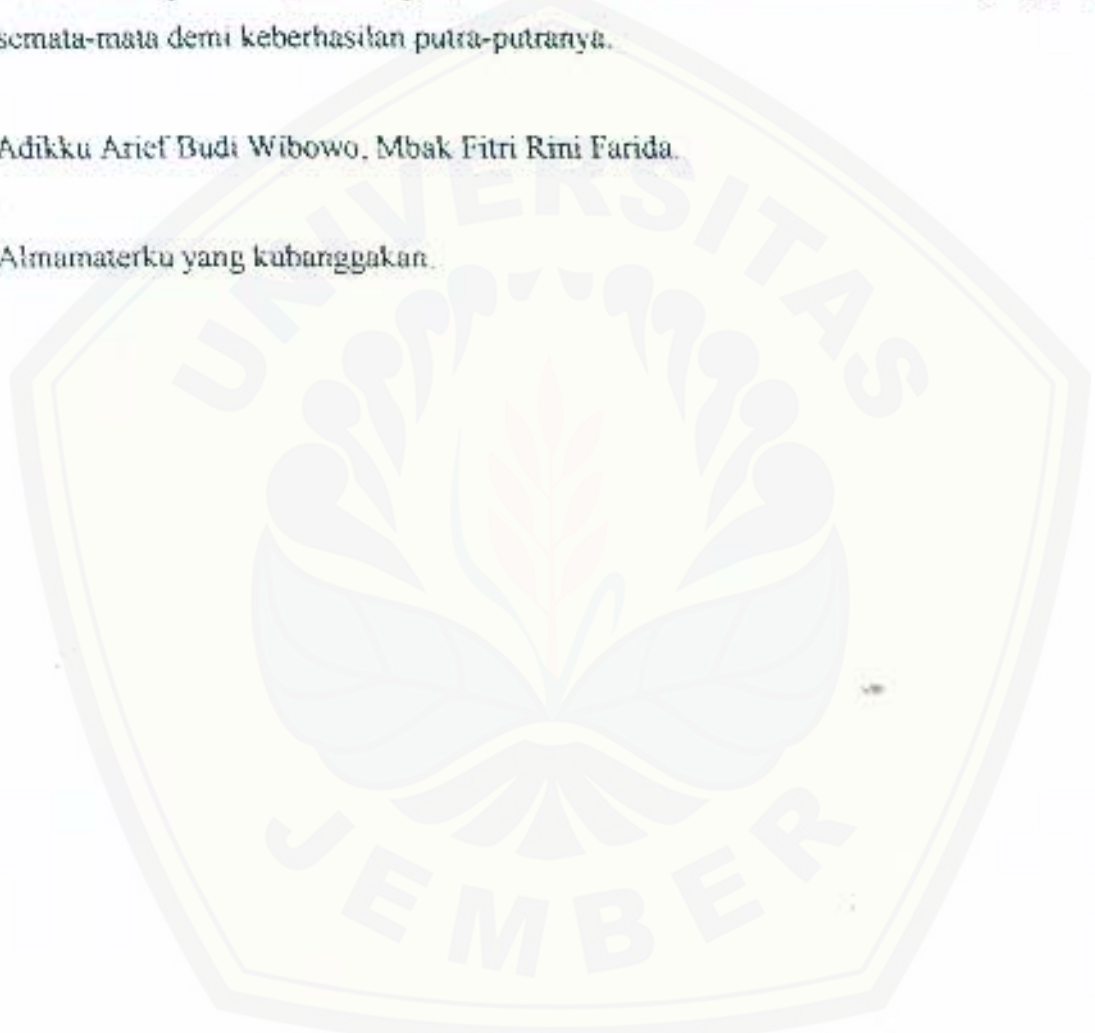 semata-mata demi keberhasilan putra-putranya.
Adikku Arief Budi Wibowo, Mbak Fitri Rini Farida.
Almamaterku yang kubanggakan.
UNIVERSITAS
JEMBER